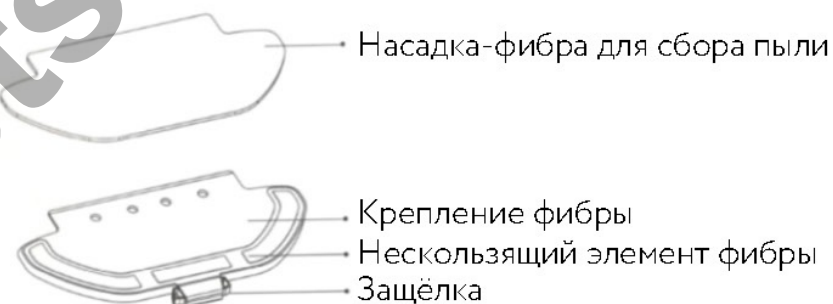 Насадка-фибра для сбора пыли
Крепление фибры
Нескользящий элемент фибры
Защёлка